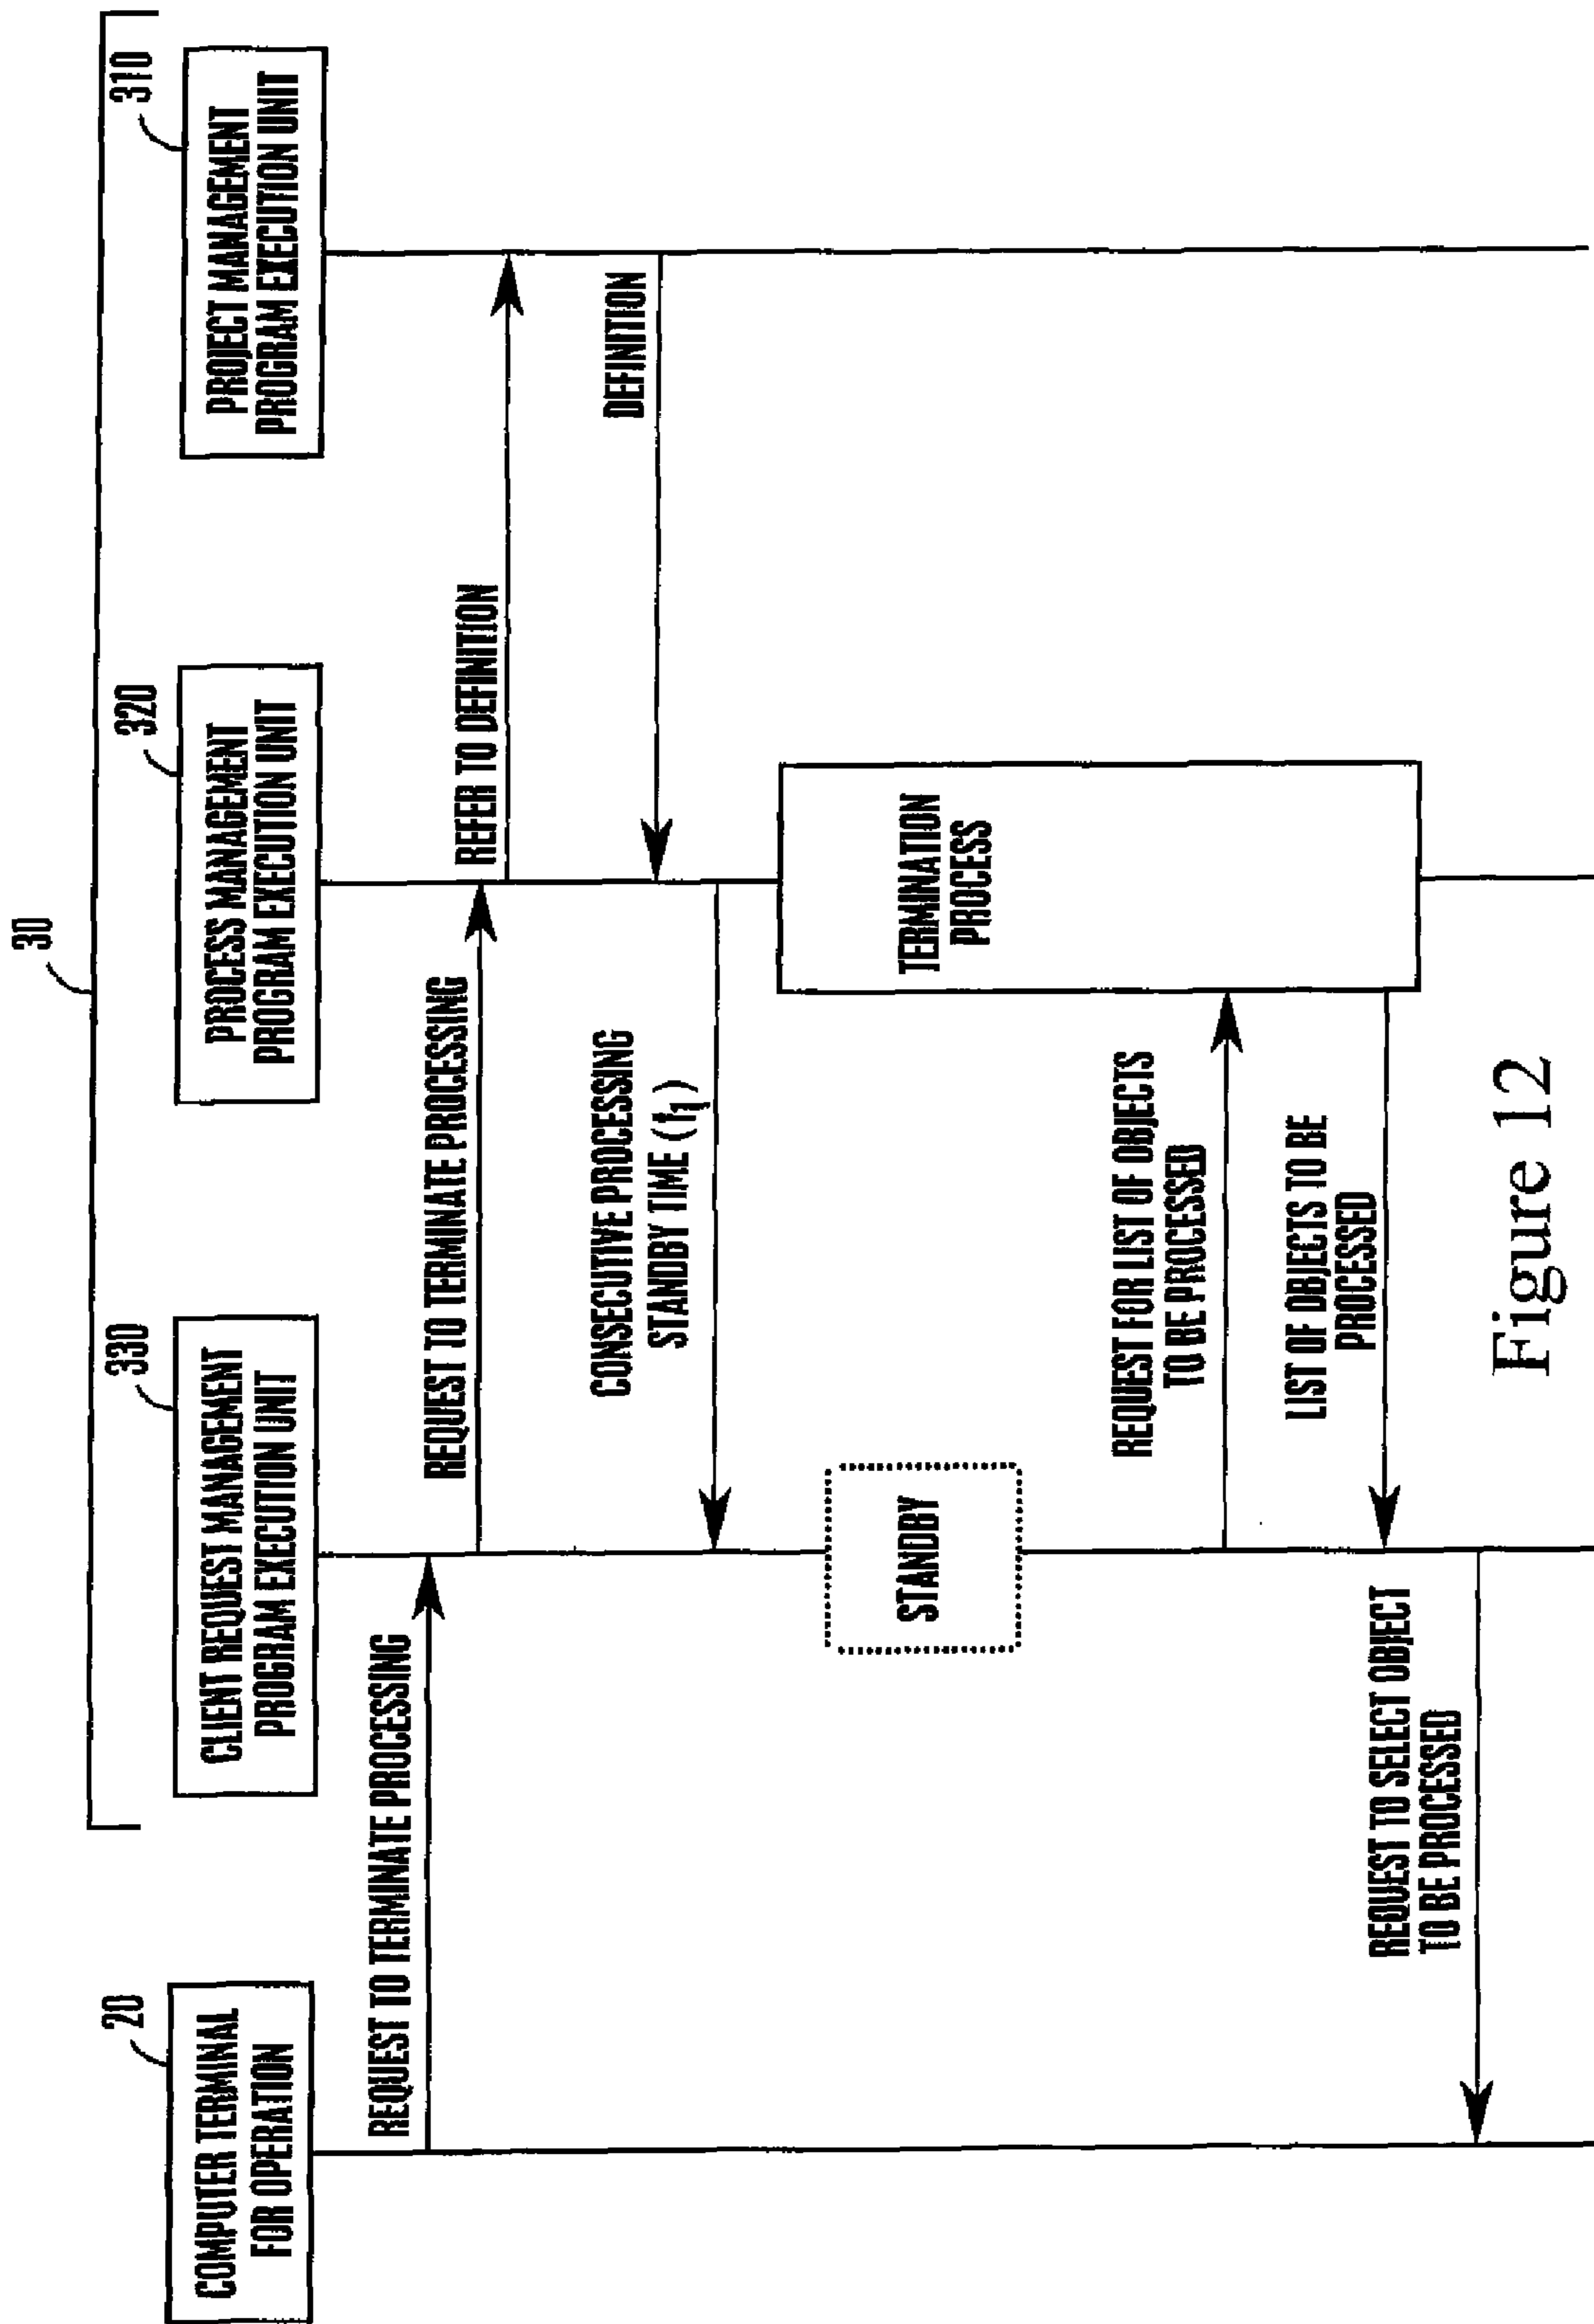 30
20
330
320
310
COMPUTER TERMINAL
FOR OPERATION
CLIENT REQUEST MANAGEMENT
PROGRAM EXECUTION UNIT
PROCESS MANAGEMENT
PROGRAM EXECUTION UNIT
PROJECT MANAGEMENT
PROGRAM EXECUTION UNIT
REQUEST TO TERMINATE PROCESSING
REQUEST TO TERMINATE PROCESSING
REFER TO DEFINITION
DEFINITION
CONSECUTIVE PROCESSING
STANDBY TIME (t1)
STANDBY
TERMINATION
PROCESS
REQUEST FOR LIST OF OBJECTS
TO BE PROCESSED
LIST OF OBJECTS TO BE
PROCESSED
REQUEST TO SELECT OBJECT
TO BE PROCESSED
Figure 12